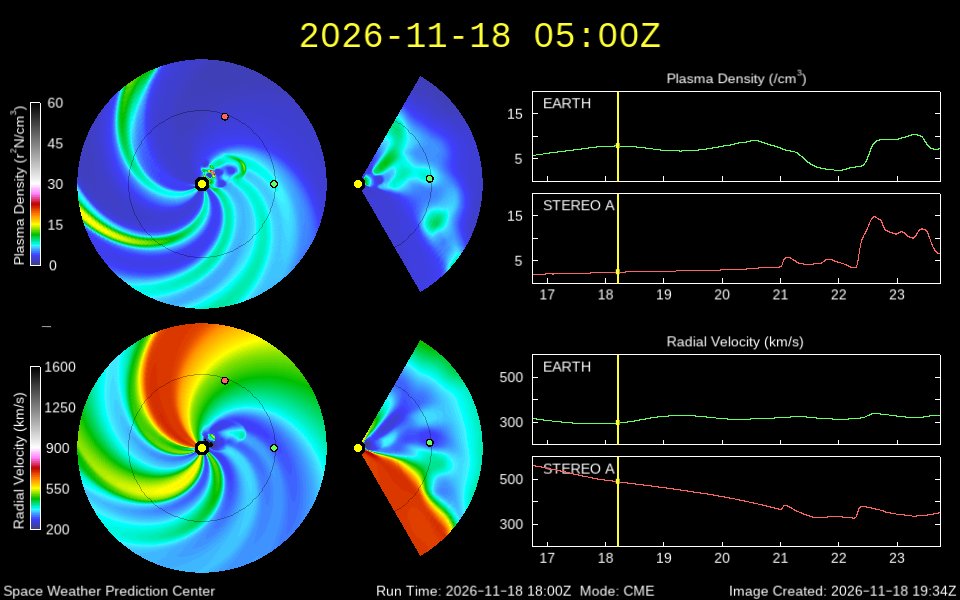 2026-11-18 05:00Z
Plasma Density (r²N/cm³)
60
45
30
15
0
Plasma Density (/cm³)
EARTH
15
5
STEREO A
15
5
17 18 19 20 21 22 23
Radial Velocity (km/s)
1600
1250
900
550
200
Radial Velocity (km/s)
EARTH
500
300
STEREO A
500
300
17 18 19 20 21 22 23
Space Weather Prediction Center Run Time: 2026-11-18 18:00Z Mode: CME Image Created: 2026-11-18 19:34Z